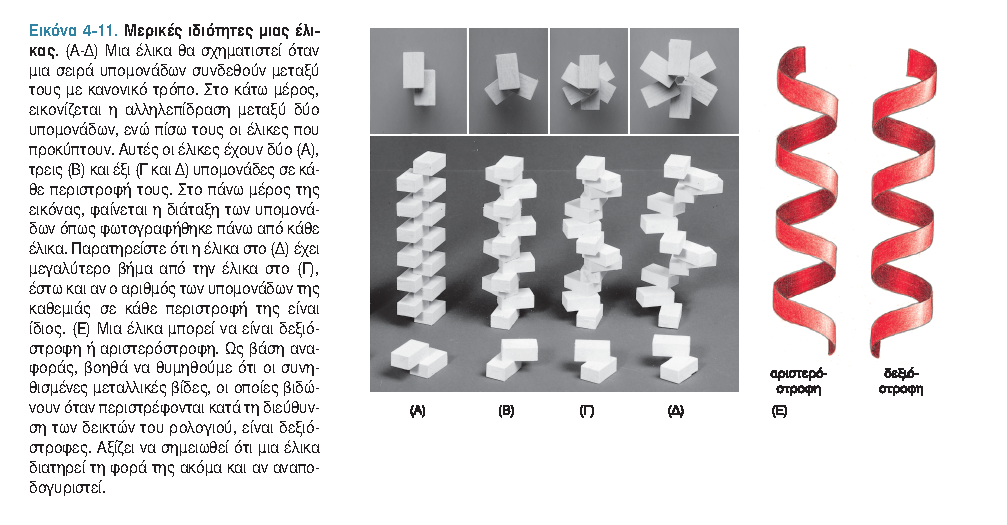 Εικόνα 4-11. Μερικές ιδιότητες μιας έλι-
κας. (Α-Δ) Μια έλικα θα σχηματιστεί όταν
μια σειρά υπομονάδων συνδεθούν μεταξύ
τους με κανονικό τρόπο. Στο κάτω μέρος,
εικονίζεται η αλληλεπίδραση μεταξύ δύο
υπομονάδων, ενώ πίσω τους οι έλικες που
προκύπτουν. Αυτές οι έλικες έχουν δύο (Α),
τρεις (Β) και έξι (Γ και Δ) υπομονάδες σε κά-
θε περιστροφή τους. Στο πάνω μέρος της
εικόνας, φαίνεται η διάταξη των υπομονά-
δων όπως φωτογραφήθηκε πάνω από κάθε
έλικα. Παρατηρείστε ότι η έλικα στο (Δ) έχει
μεγαλύτερο βήμα από την έλικα στο (Γ),
έστω και αν ο αριθμός των υπομονάδων της
καθεμιάς σε κάθε περιστροφή της είναι
ίδιος. (Ε) Μια έλικα μπορεί να είναι δεξιό-
στροφη ή αριστερόστροφη. Ως βάση ανα-
φοράς, βοηθά να θυμηθούμε ότι οι συνη-
θισμένες μεταλλικές βίδες, οι οποίες βιδώ-
νουν όταν περιστρέφονται κατά τη διεύθυν-
ση των δεικτών του ρολογιού, είναι δεξιό-
στροφες. Αξίζει να σημειωθεί ότι μια έλικα
διατηρεί τη φορά της ακόμα και αν αναπο-
δογυριστεί.
αριστερό-
στροφη
δεξιό-
στροφη
(Α)
(Β)
(Γ)
(Δ)
(Ε)